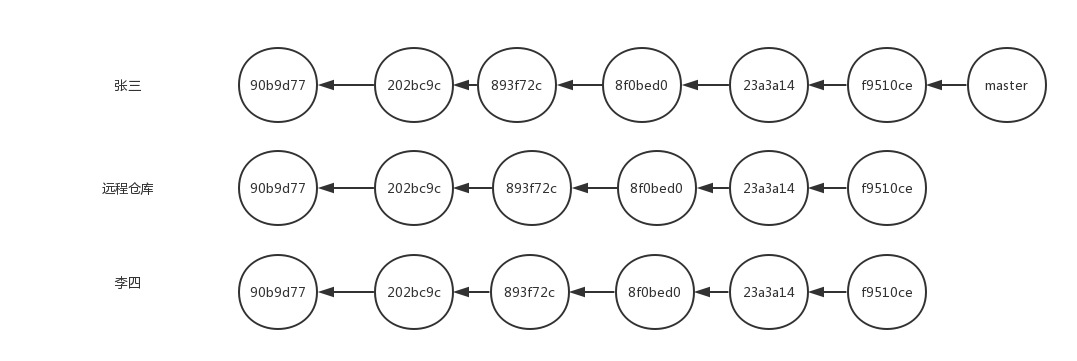 张三 90b9d77 202bc9c 893f72c 8f0bed0 23a3a14 f9510ce master
远程仓库 90b9d77 202bc9c 893f72c 8f0bed0 23a3a14 f9510ce
李四 90b9d77 202bc9c 893f72c 8f0bed0 23a3a14 f9510ce